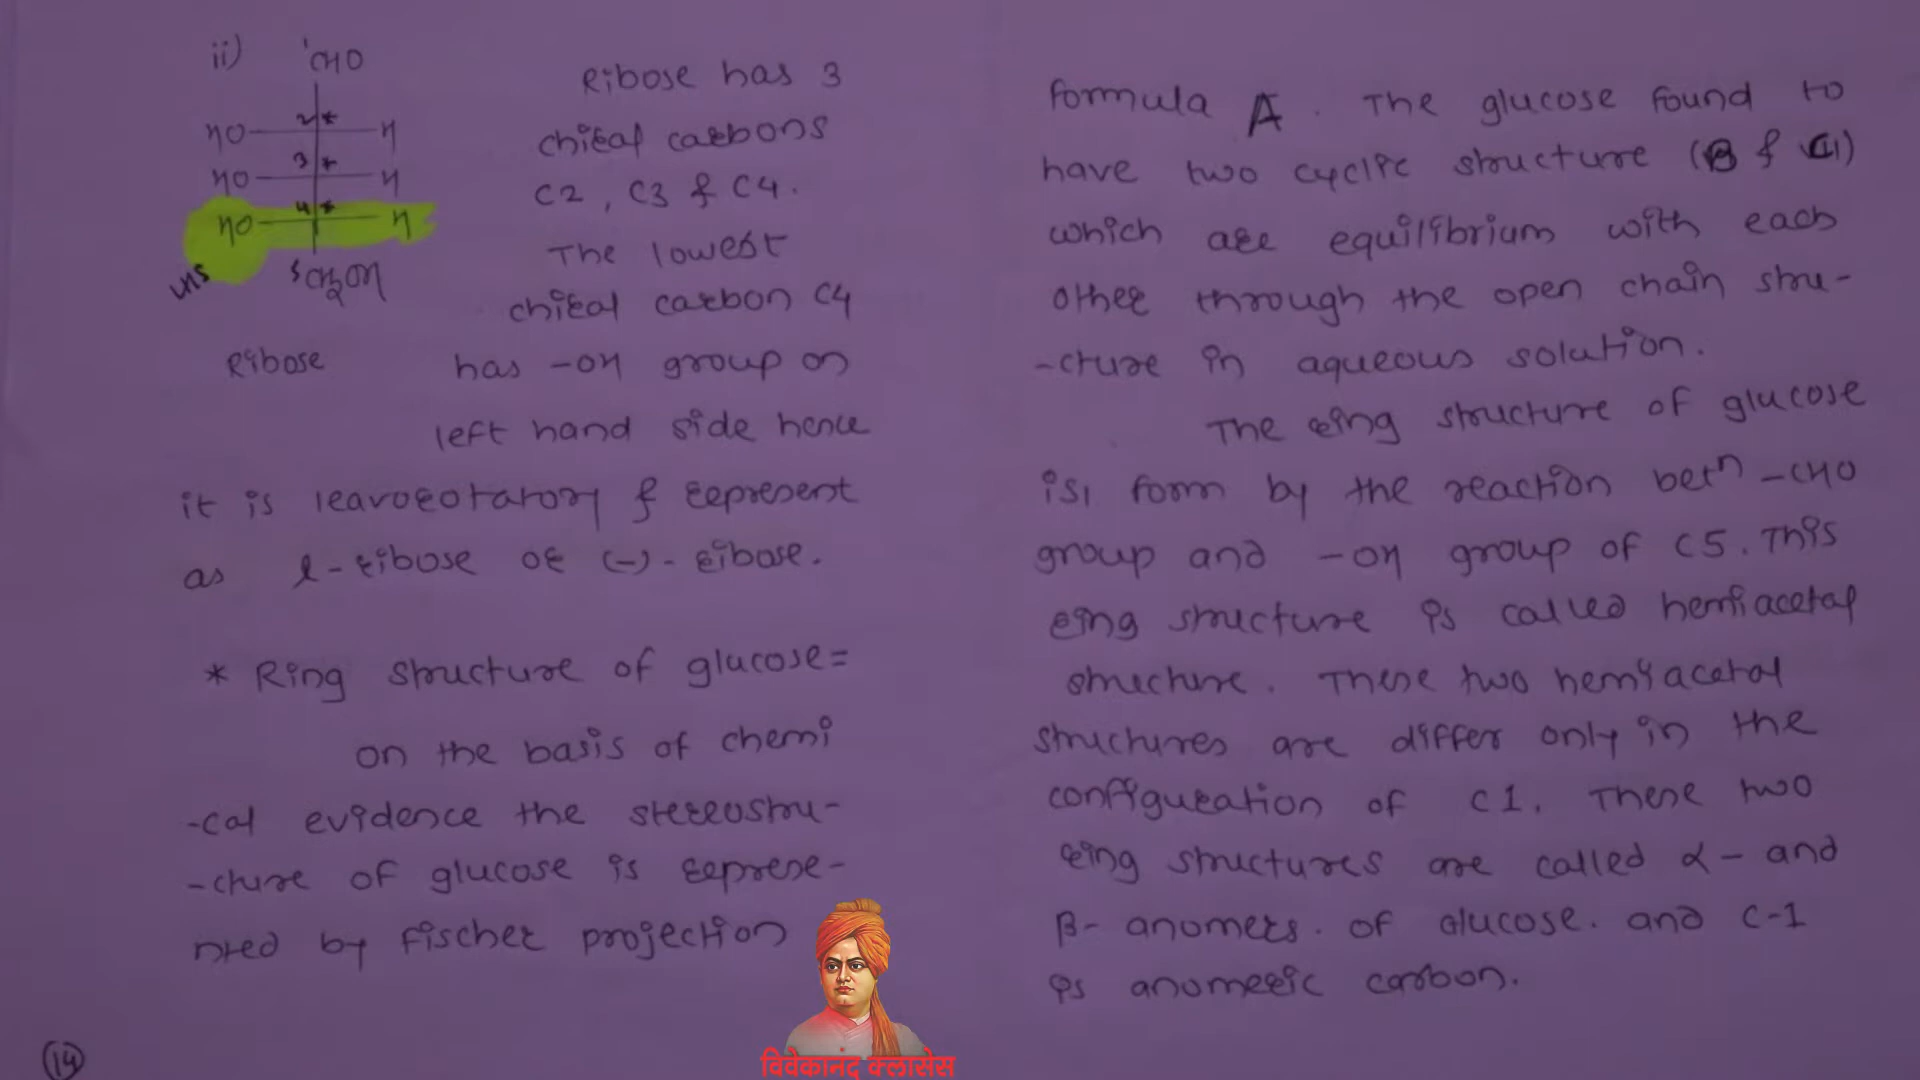 ii) ¹CHO
HO 2* H
HO 3* H
HO 4* H
LHS ⁵CH₂OH
Ribose
Ribose has 3
chiral carbons
C2, C3 & C4.
The lowest
chiral carbon C4
has -OH group on
left hand side hence
it is leavorotatory & represent
as l-ribose or (-)-ribose.
* Ring structure of glucose=
on the basis of chemi
-cal evidence the stereostru-
-cture of glucose is represe-
nted by Fischer projection
14
formula A. The glucose found to
have two cyclic structure (B & C)
which are equilibrium with each
other through the open chain stru-
-cture in aqueous solution.
The ring structure of glucose
is, form by the reaction betⁿ -CHO
group and -OH group of C5. This
ring structure is called hemiacetal
structure. These two hemiacetal
structures are differ only in the
configuration of C1. These two
ring structures are called α- and
β- anomers. of Glucose. and C-1
is anomeric carbon.
विवेकानंद क्लासेस